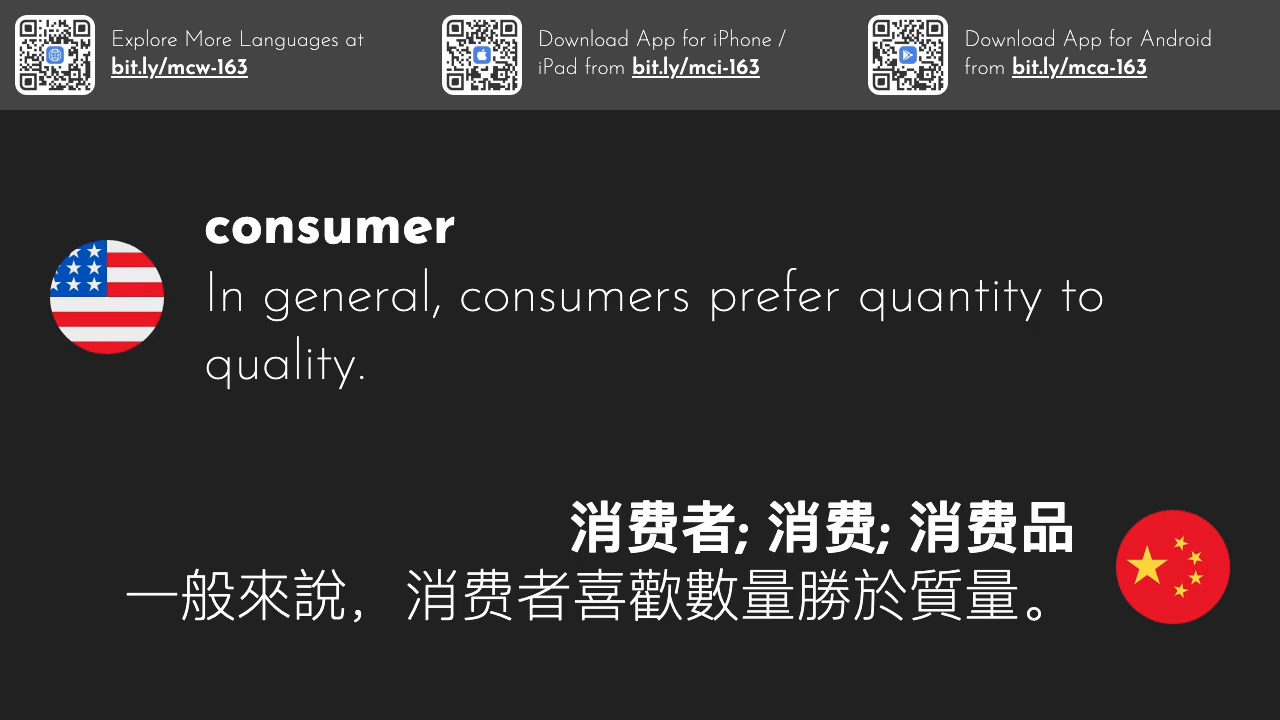 Explore More Languages at
bit.ly/mcw-163
Download App for iPhone /
iPad from bit.ly/mci-163
Download App for Android
from bit.ly/mca-163
consumer
In general, consumers prefer quantity to
quality.
消费者; 消费; 消费品
一般來說，消费者喜歡數量勝於質量。